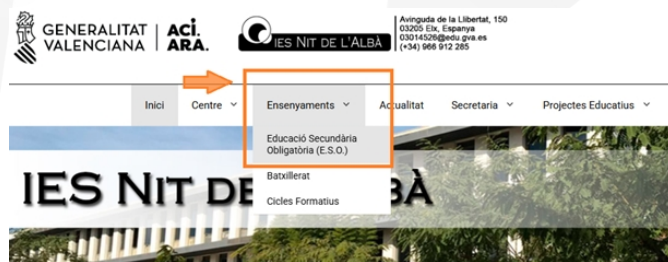 GENERALITAT
VALENCIANA
ACÍ.
ARA.
IES NIT DE L'ALBÀ
Avinguda de la Llibertat, 150
03205 Elx, Espanya
03014526@edu.gva.es
(+34) 966 912 285
Inici Centre Ensenyaments Actualitat Secretaria Projectes Educatius
Educació Secundària
Obligatòria (E.S.O.)
Batxillerat
Cicles Formatius
IES NIT DE BÀ